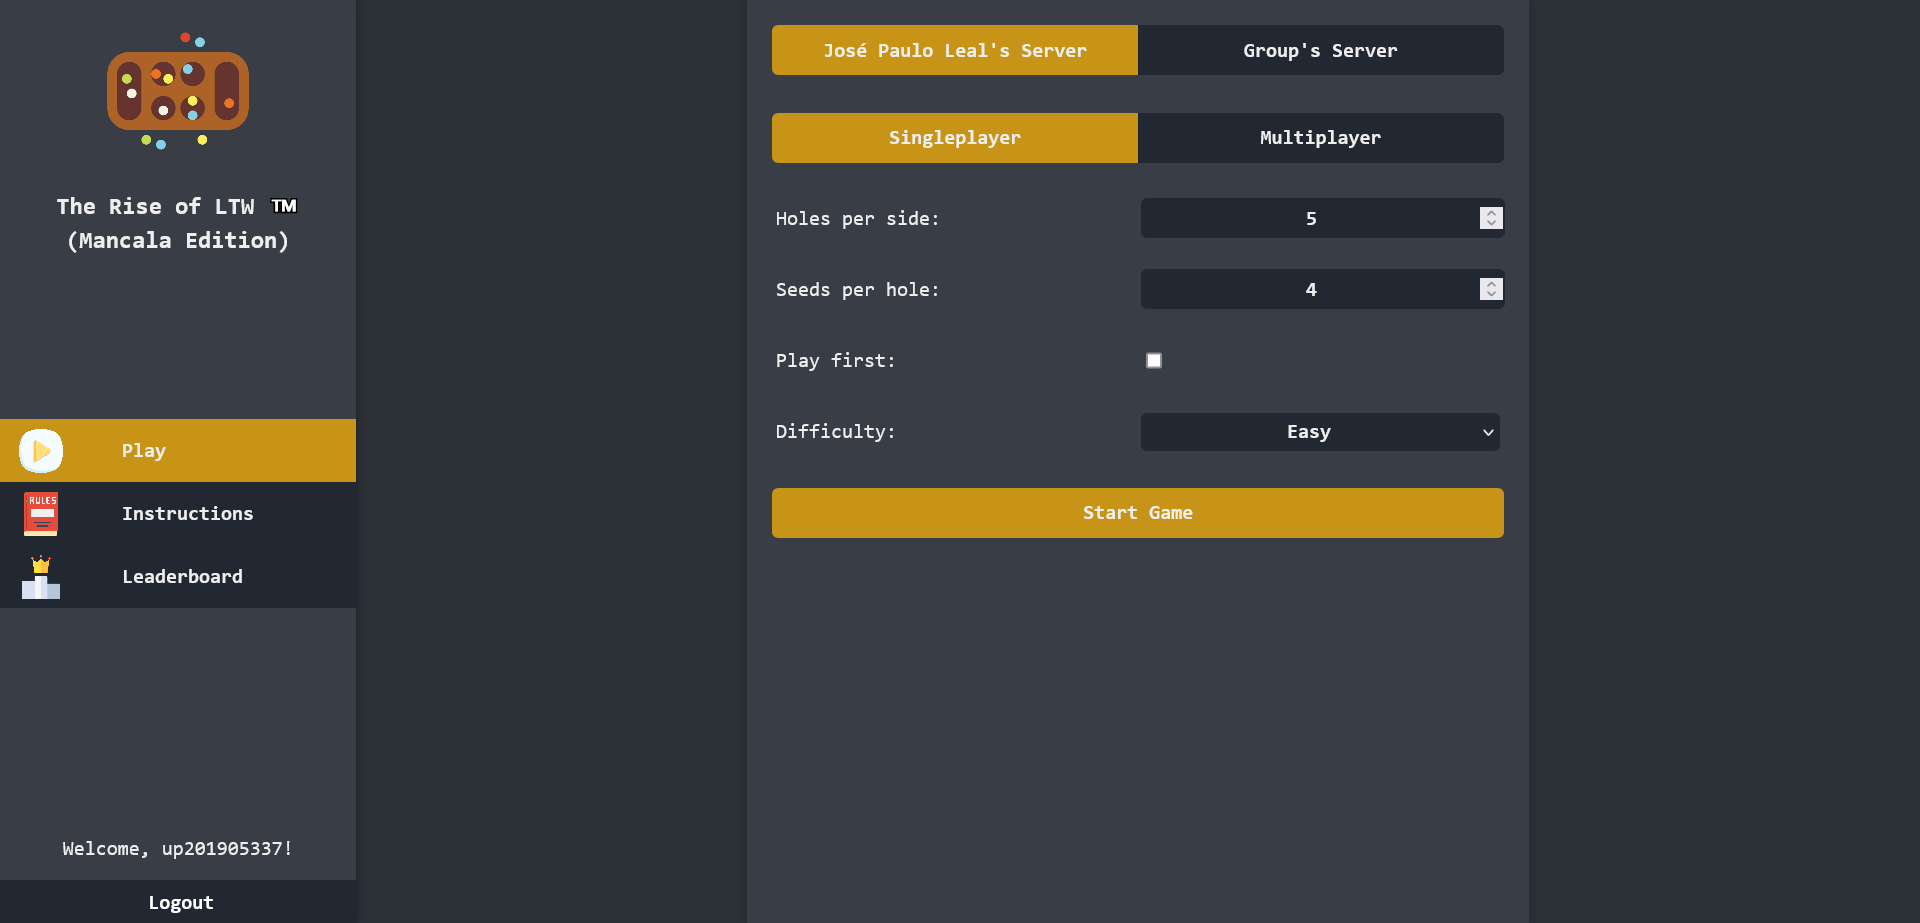 The Rise of LTW ™️
(Mancala Edition)
Play
RULES
Instructions
Leaderboard
Welcome, up201905337!
Logout
José Paulo Leal's Server
Group's Server
Singleplayer
Multiplayer
Holes per side:
5
Seeds per hole:
4
Play first:
Difficulty:
Easy
Start Game